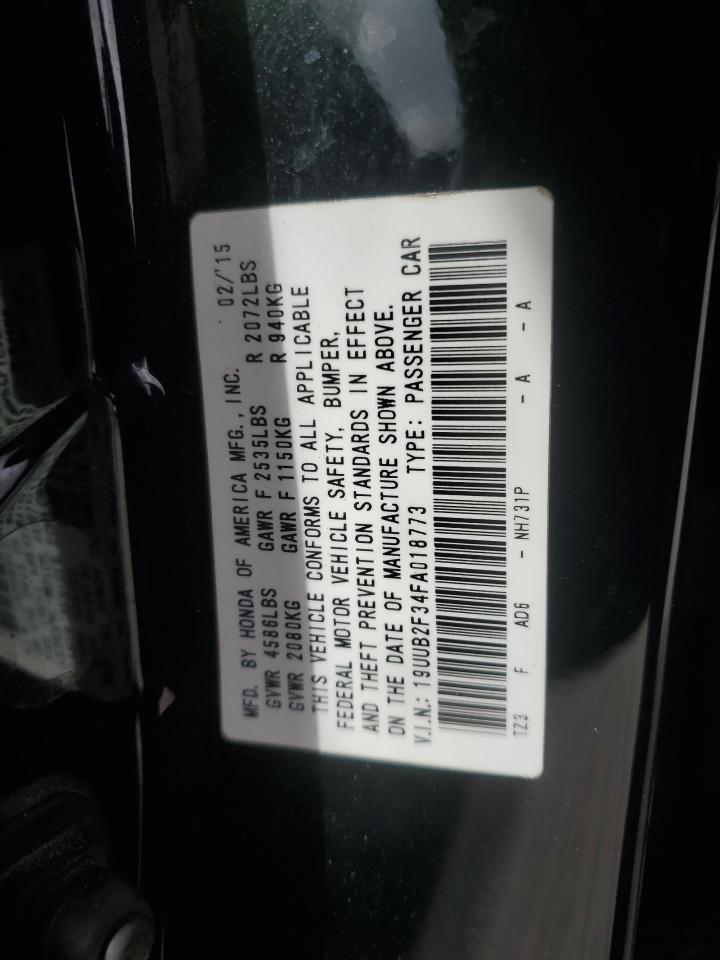 MFD. BY HONDA OF AMERICA MFG., INC. 02/'15
GVWR 4586LBS GAWR F 2535LBS R 2072LBS
GVWR 2080KG GAWR F 1150KG R 940KG
THIS VEHICLE CONFORMS TO ALL APPLICABLE
FEDERAL MOTOR VEHICLE SAFETY, BUMPER,
AND THEFT PREVENTION STANDARDS IN EFFECT
ON THE DATE OF MANUFACTURE SHOWN ABOVE.
V.I.N.: 19UUB2F34FA018773 TYPE: PASSENGER CAR
TZ3 F AD6 - NH731P - A - A